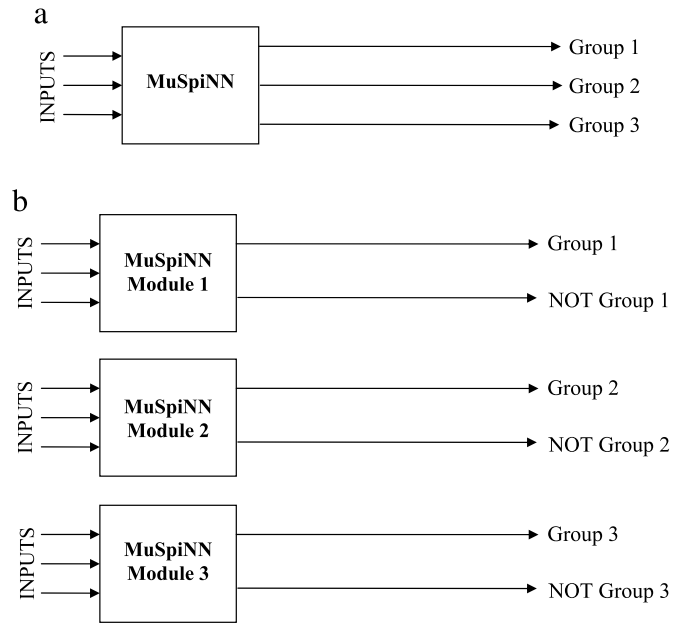 a
INPUTS
MuSpiNN
Group 1
Group 2
Group 3
b
INPUTS
MuSpiNN
Module 1
Group 1
NOT Group 1
INPUTS
MuSpiNN
Module 2
Group 2
NOT Group 2
INPUTS
MuSpiNN
Module 3
Group 3
NOT Group 3